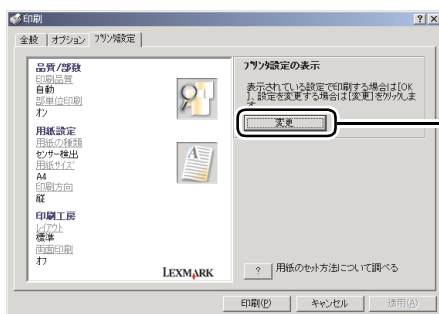 印刷
全般
オプション
プリンタ設定
品質/部数
印刷品質
自動
部単位印刷
オン
用紙設定
用紙の種類
センサー検出
用紙サイズ
A4
印刷方向
縦
印刷工房
レイアウト
標準
両面印刷
オフ
LEXMARK
プリンタ設定の表示
表示されている設定で印刷する場合は[OK
]、設定を変更する場合は[変更]をクリックしま
す
変更
? 用紙のセット方法について調べる
印刷(P)
キャンセル
適用(A)